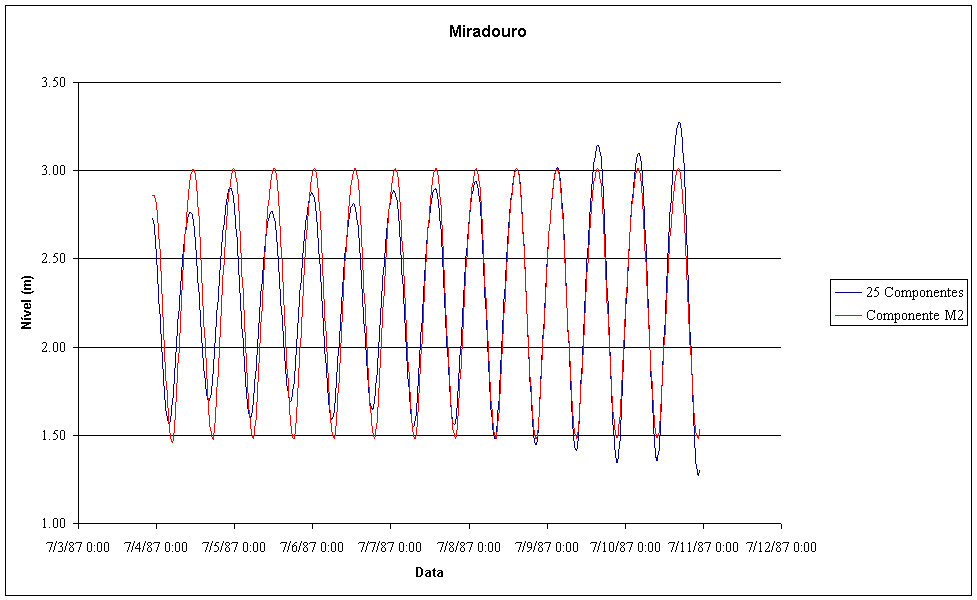 Miradouro
3.50
3.00
2.50
2.00
1.50
1.00
Nível (m)
7/3/87 0:00 7/4/87 0:00 7/5/87 0:00 7/6/87 0:00 7/7/87 0:00 7/8/87 0:00 7/9/87 0:00 7/10/87 0:00 7/11/87 0:00 7/12/87 0:00
Data
25 Componentes
Componente M2